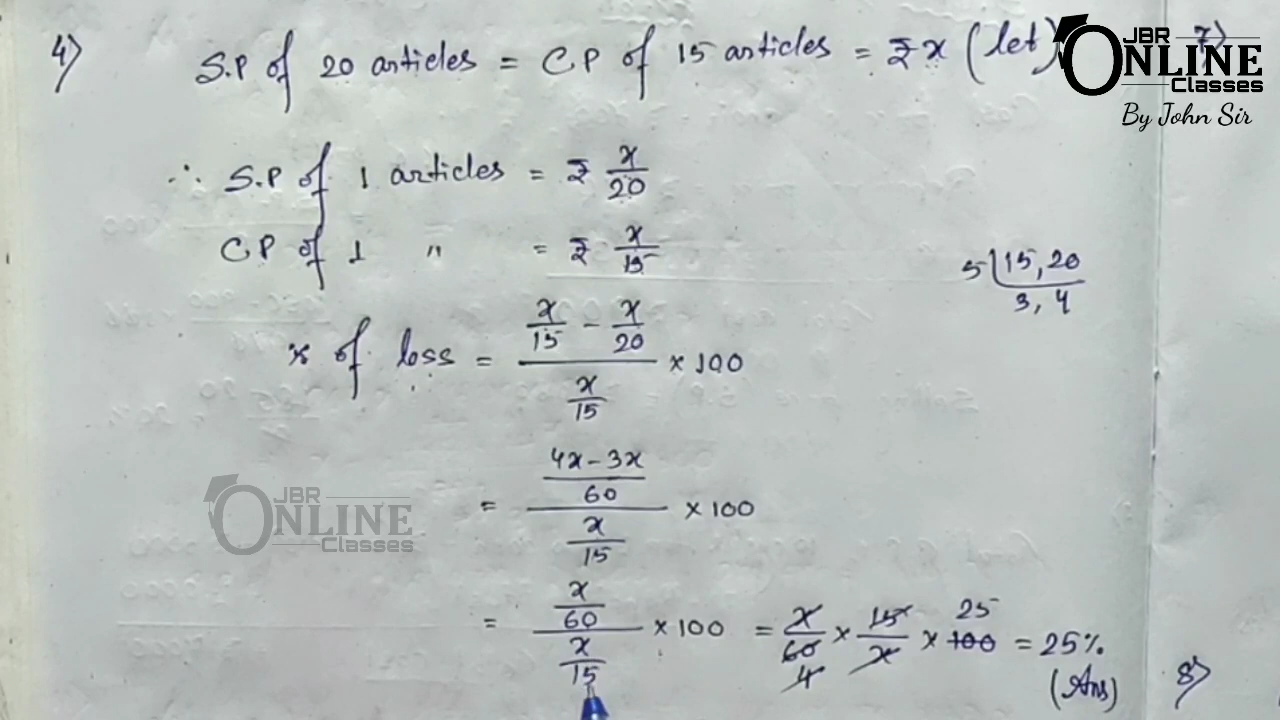 4) S.P of 20 articles = C.P of 15 articles = ₹ x (let)
7)
JBR
ONLINE
Classes
By John Sir
∴ S.P of 1 articles = ₹ x/20
C.P of 1 〃 = ₹ x/15
5 | 15, 20
3, 4
% of loss = (x/15 - x/20)/(x/15) × 100
= ((4x - 3x)/60)/(x/15) × 100
JBR
ONLINE
Classes
= (x/60)/(x/15) × 100 = x/60 × 15/x × 100 = 25%
4 25
(Ans)
8)